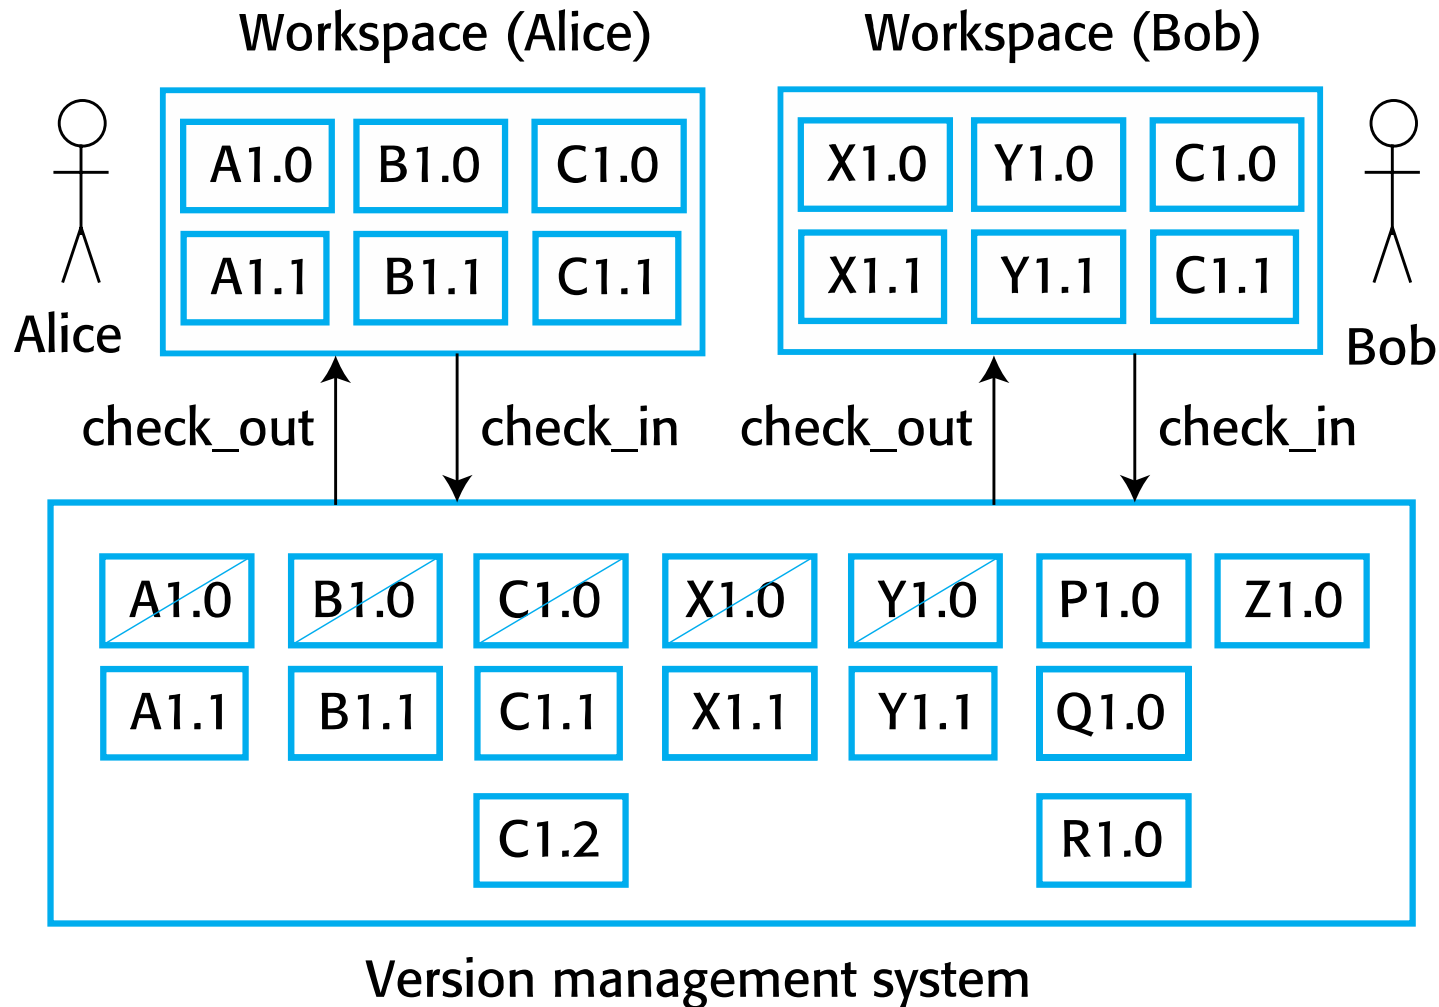 Workspace (Alice)
Workspace (Bob)
A1.0 B1.0 C1.0
A1.1 B1.1 C1.1
X1.0 Y1.0 C1.0
X1.1 Y1.1 C1.1
Alice
Bob
check_out
check_in
check_out
check_in
A1.0 B1.0 C1.0 X1.0 Y1.0 P1.0 Z1.0
A1.1 B1.1 C1.1 X1.1 Y1.1 Q1.0
C1.2 R1.0
Version management system